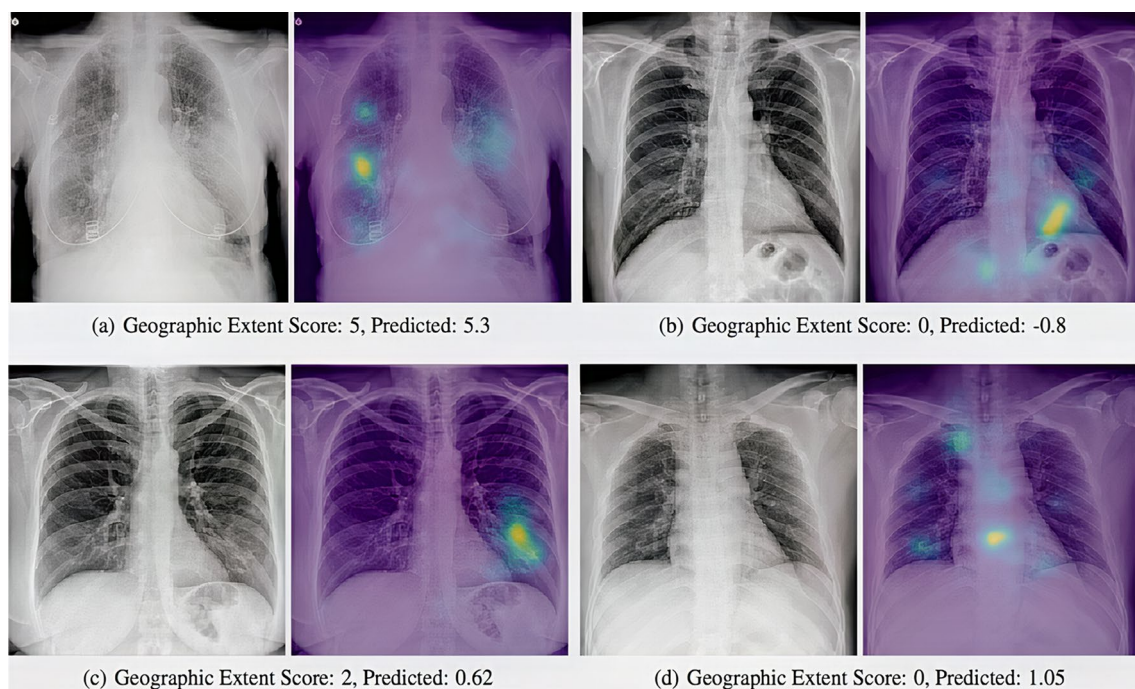 (a) Geographic Extent Score: 5, Predicted: 5.3
(b) Geographic Extent Score: 0, Predicted: -0.8
(c) Geographic Extent Score: 2, Predicted: 0.62
(d) Geographic Extent Score: 0, Predicted: 1.05